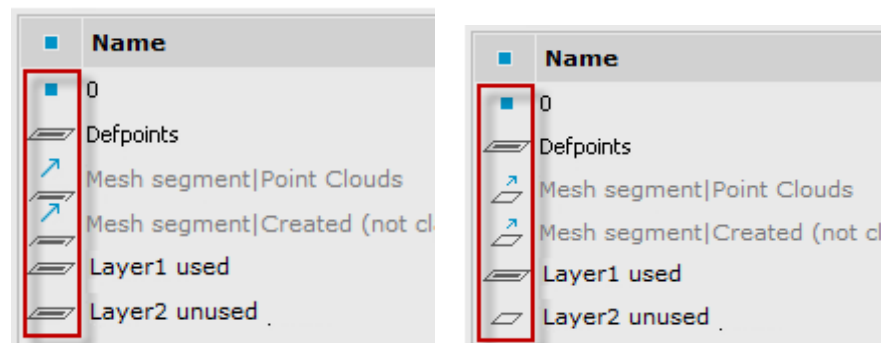 Name
0
Defpoints
Mesh segment|Point Clouds
Mesh segment|Created (not cl
Layer1 used
Layer2 unused .
Name
0
Defpoints
Mesh segment|Point Clouds
Mesh segment|Created (not cl
Layer1 used
Layer2 unused .